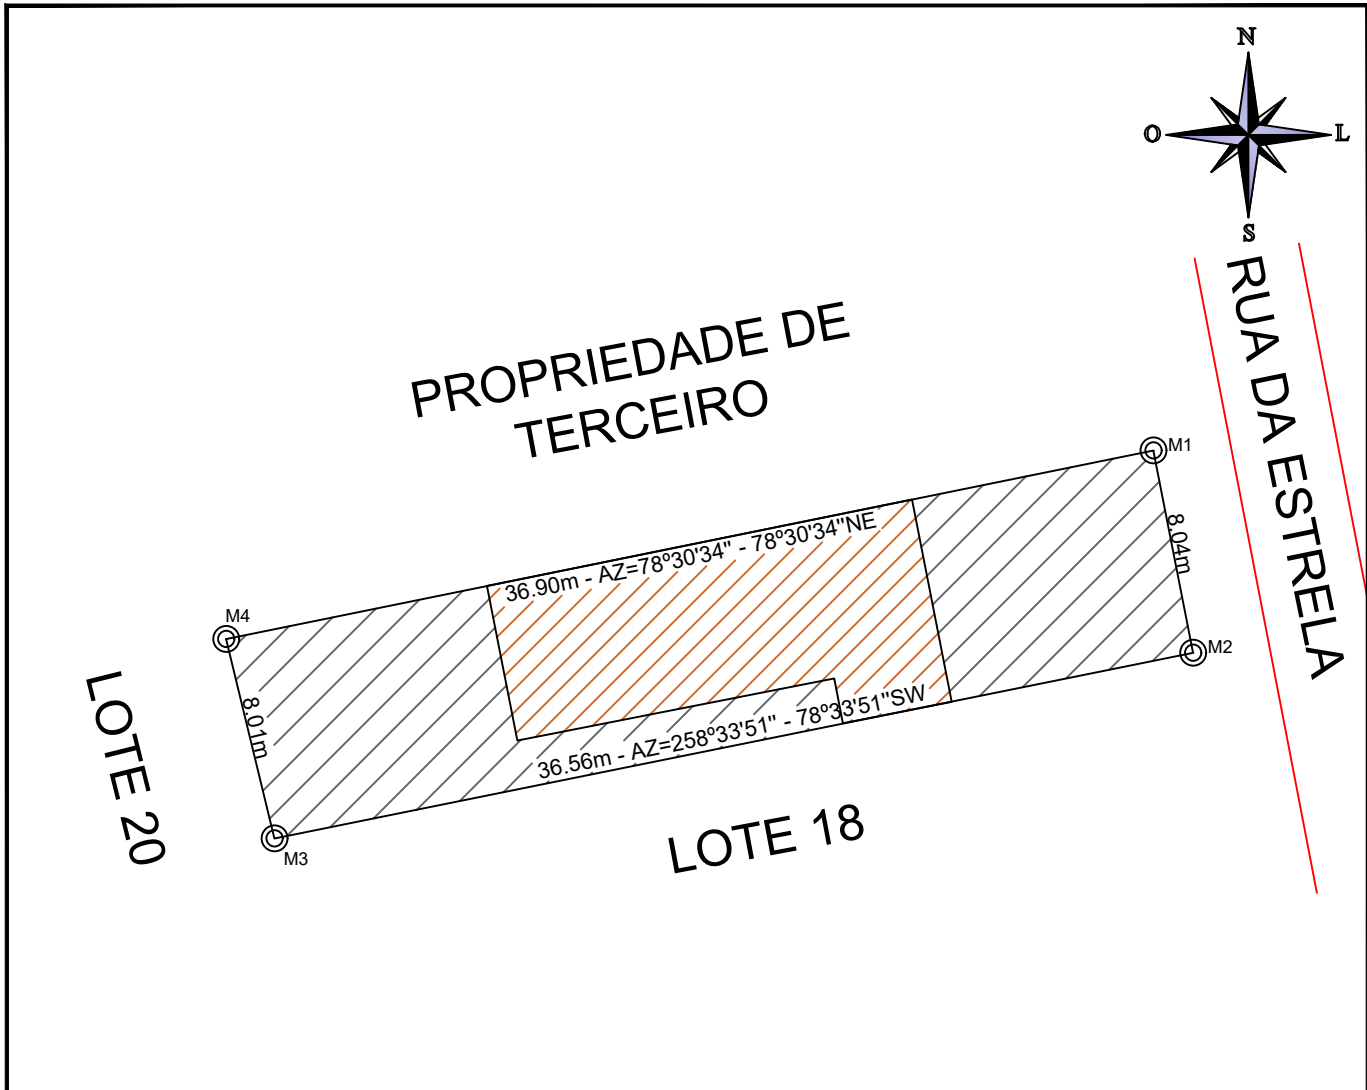 N
O
L
S
RUA DA ESTRELA
PROPRIEDADE DE
TERCEIRO
M1
8.04m
36.90m - AZ=78º30'34" - 78º30'34"NE
M4
M2
LOTE 20
8.01m
36.56m - AZ=258º33'51" - 78º33'51"SW
M3
LOTE 18